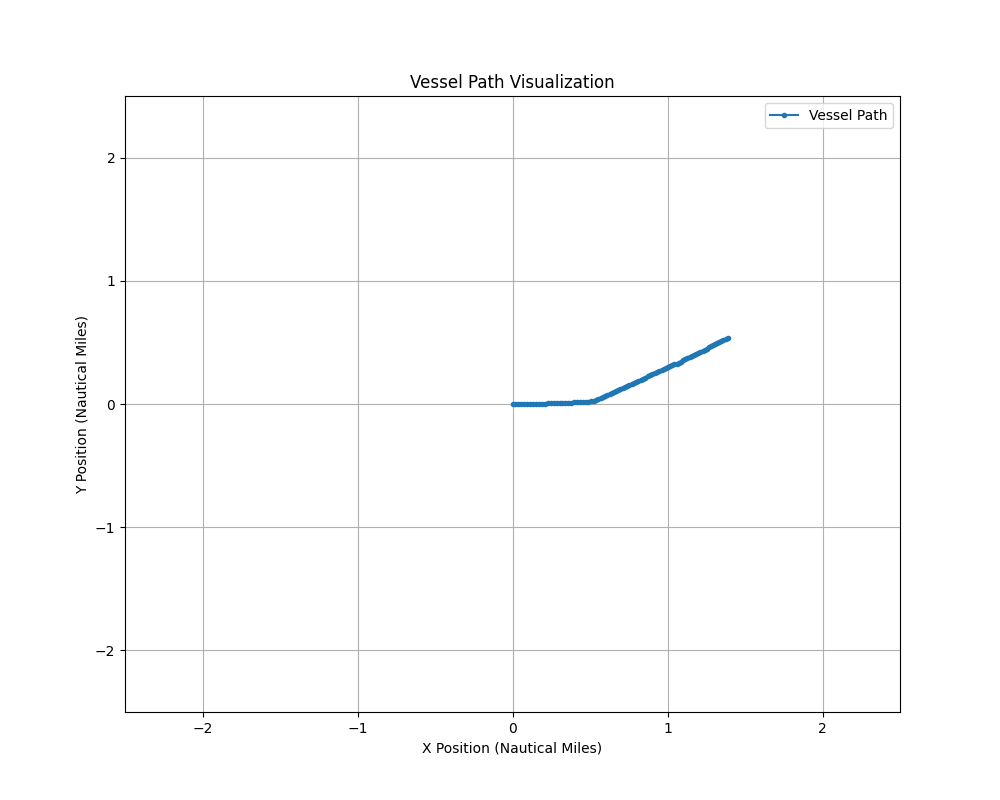 Vessel Path Visualization
Vessel Path
2
1
0
−1
−2
Y Position (Nautical Miles)
−2
−1
0
1
2
X Position (Nautical Miles)